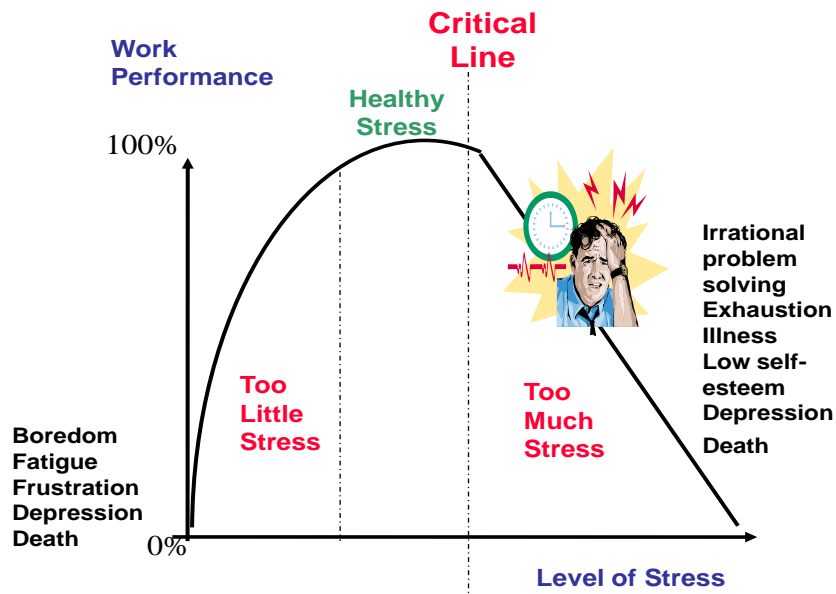 Critical
Line
Work
Performance
Healthy
Stress
100%
Irrational
problem
solving
Exhaustion
Illness
Low self-
esteem
Depression
Death
Too
Little
Stress
Too
Much
Stress
Boredom
Fatigue
Frustration
Depression
Death
0%
Level of Stress